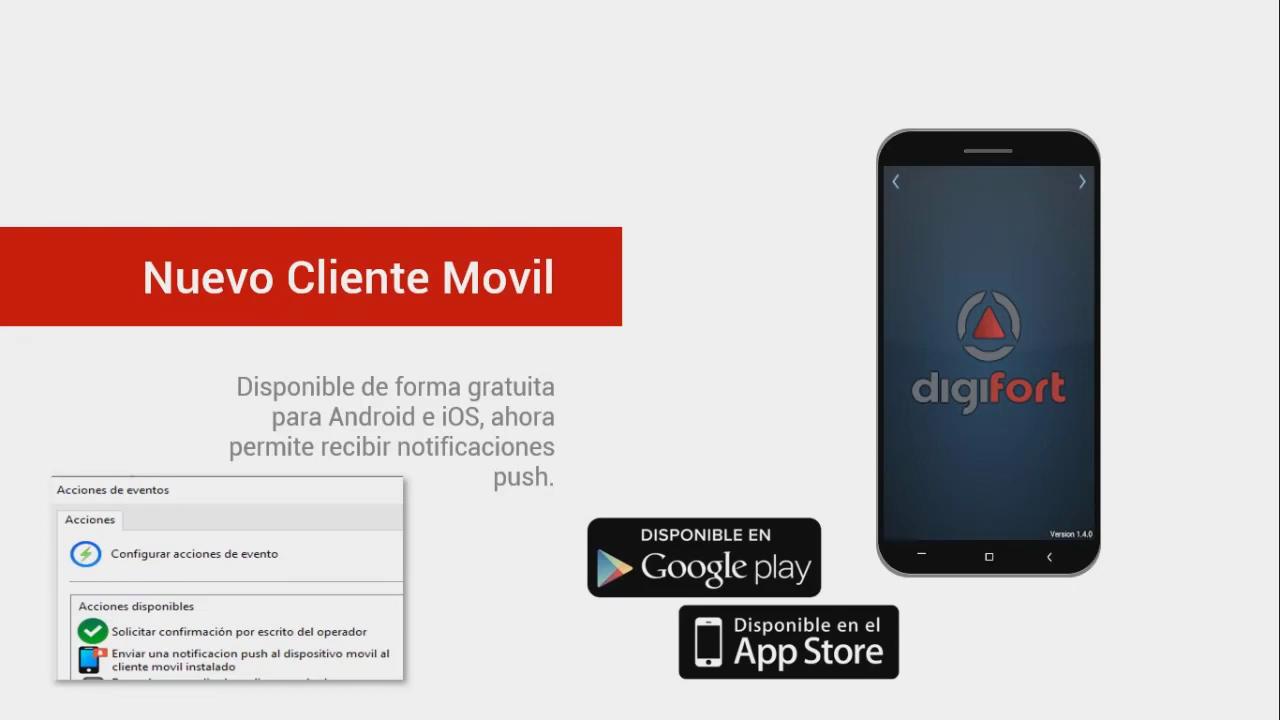 Nuevo Cliente Movil
Disponible de forma gratuita
para Android e iOS, ahora
permite recibir notificaciones
push.
Acciones de eventos
Acciones
Configurar acciones de evento
Acciones disponibles
Solicitar confirmación por escrito del operador
Enviar una notificacion push al dispositivo movil al
cliente movil instalado
DISPONIBLE EN
Google play
Disponible en el
App Store
digifort
Version 1.4.0